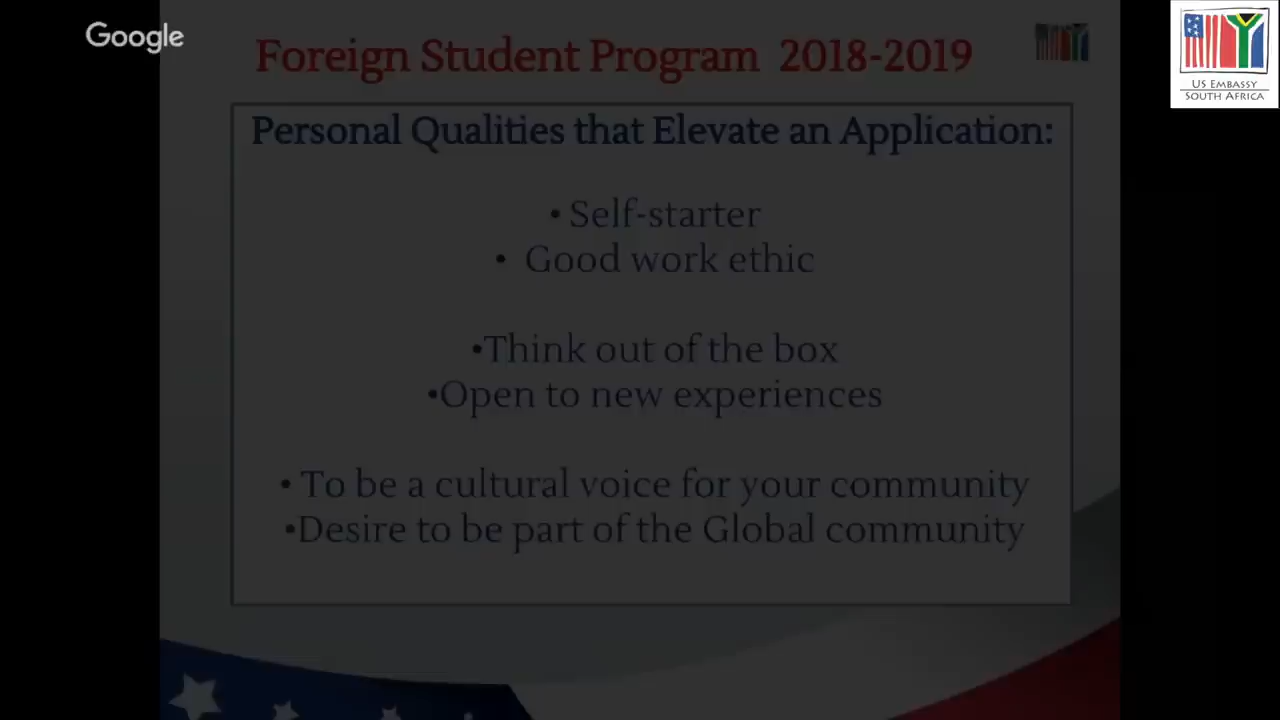 Google
Foreign Student Program 2018-2019
US EMBASSY
SOUTH AFRICA
Personal Qualities that Elevate an Application:
• Self-starter
• Good work ethic
•Think out of the box
•Open to new experiences
• To be a cultural voice for your community
•Desire to be part of the Global community